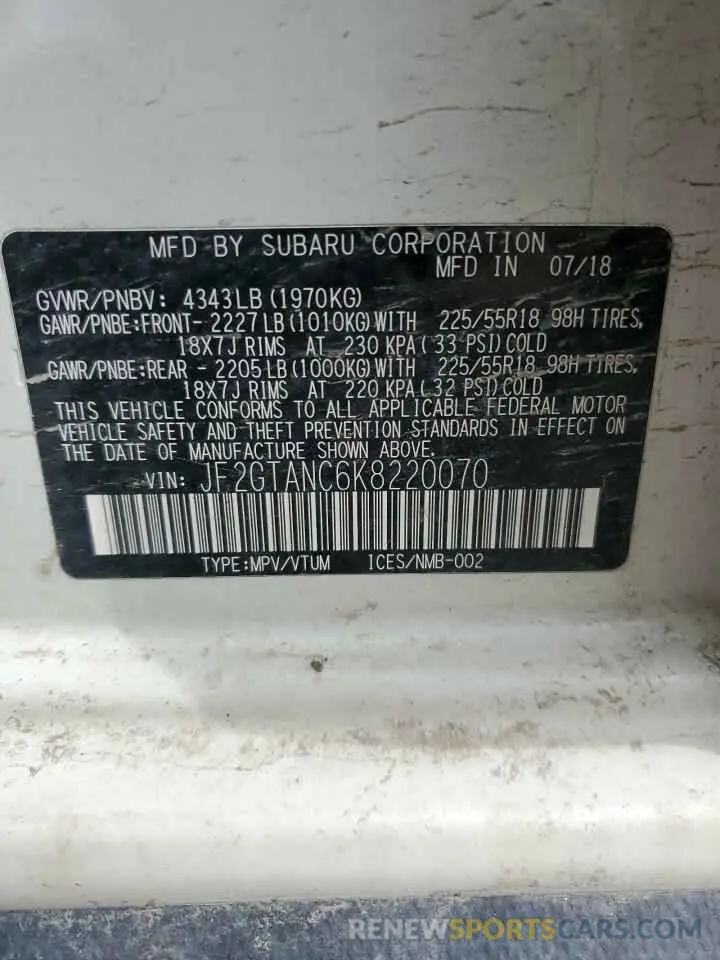 MFD BY SUBARU CORPORATION
MFD IN 07/18
GVWR/PNBV: 4343LB (1970KG)
GAWR/PNBE:FRONT- 2227LB(1010KG)WITH 225/55R18 98H TIRES,
18X7J RIMS AT 230 KPA( 33 PSI)COLD
GAWR/PNBE:REAR - 2205LB(1000KG)WITH 225/55R18 98H TIRES,
18X7J RIMS AT 220 KPA( 32 PSI)COLD
THIS VEHICLE CONFORMS TO ALL APPLICABLE FEDERAL MOTOR
VEHICLE SAFETY AND THEFT PREVENTION STANDARDS IN EFFECT ON
THE DATE OF MANUFACTURE SHOWN ABOVE.
VIN: JF2GTANC6K8220070
TYPE:MPV/VTUM ICES/NMB-002
RENEWSPORTSCARS.COM